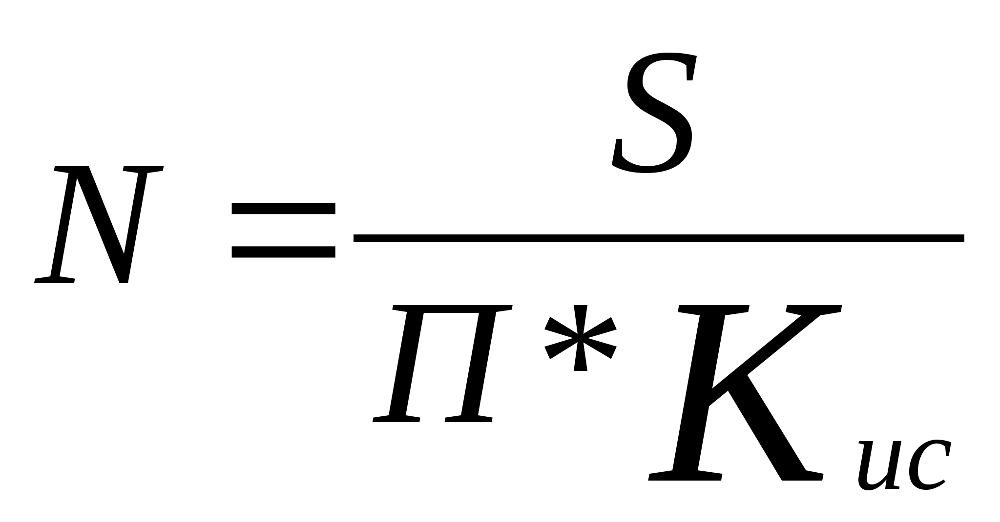 N = S / (П * K_ис)